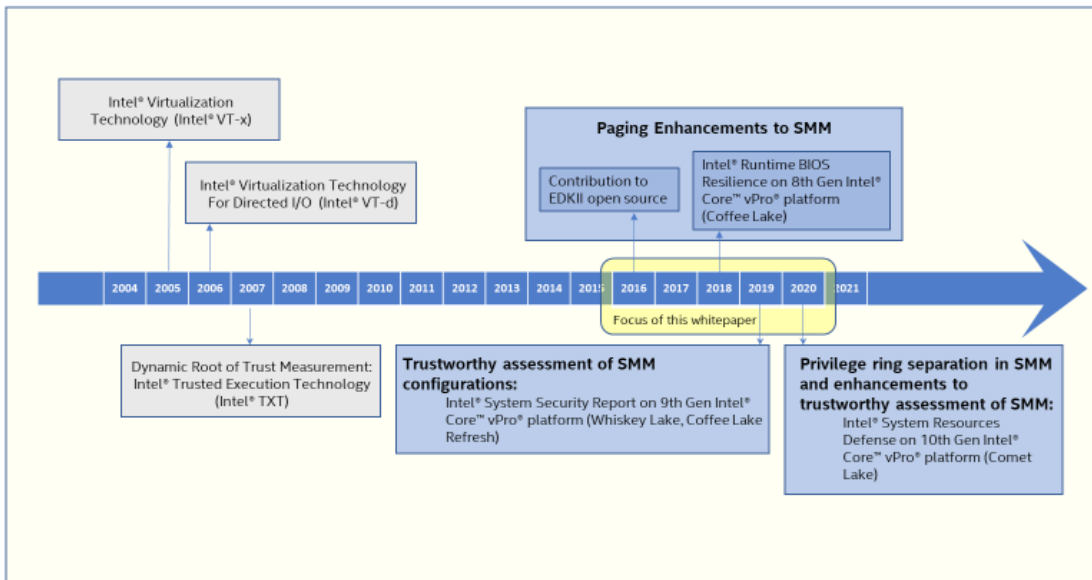 Intel® Virtualization
Technology (Intel® VT-x)
Intel® Virtualization Technology
For Directed I/O (Intel® VT-d)
Paging Enhancements to SMM
Contribution to
EDKII open source
Intel® Runtime BIOS
Resilience on 8th Gen Intel®
Core™ vPro® platform
(Coffee Lake)
2004 2005 2006 2007 2008 2009 2010 2011 2012 2013 2014 2015 2016 2017 2018 2019 2020 2021
Focus of this whitepaper
Dynamic Root of Trust Measurement:
Intel® Trusted Execution Technology
(Intel® TXT)
Trustworthy assessment of SMM
configurations:
Intel® System Security Report on 9th Gen Intel®
Core™ vPro® platform (Whiskey Lake, Coffee Lake
Refresh)
Privilege ring separation in SMM
and enhancements to
trustworthy assessment of SMM:
Intel® System Resources
Defense on 10th Gen Intel®
Core™ vPro® platform (Comet
Lake)